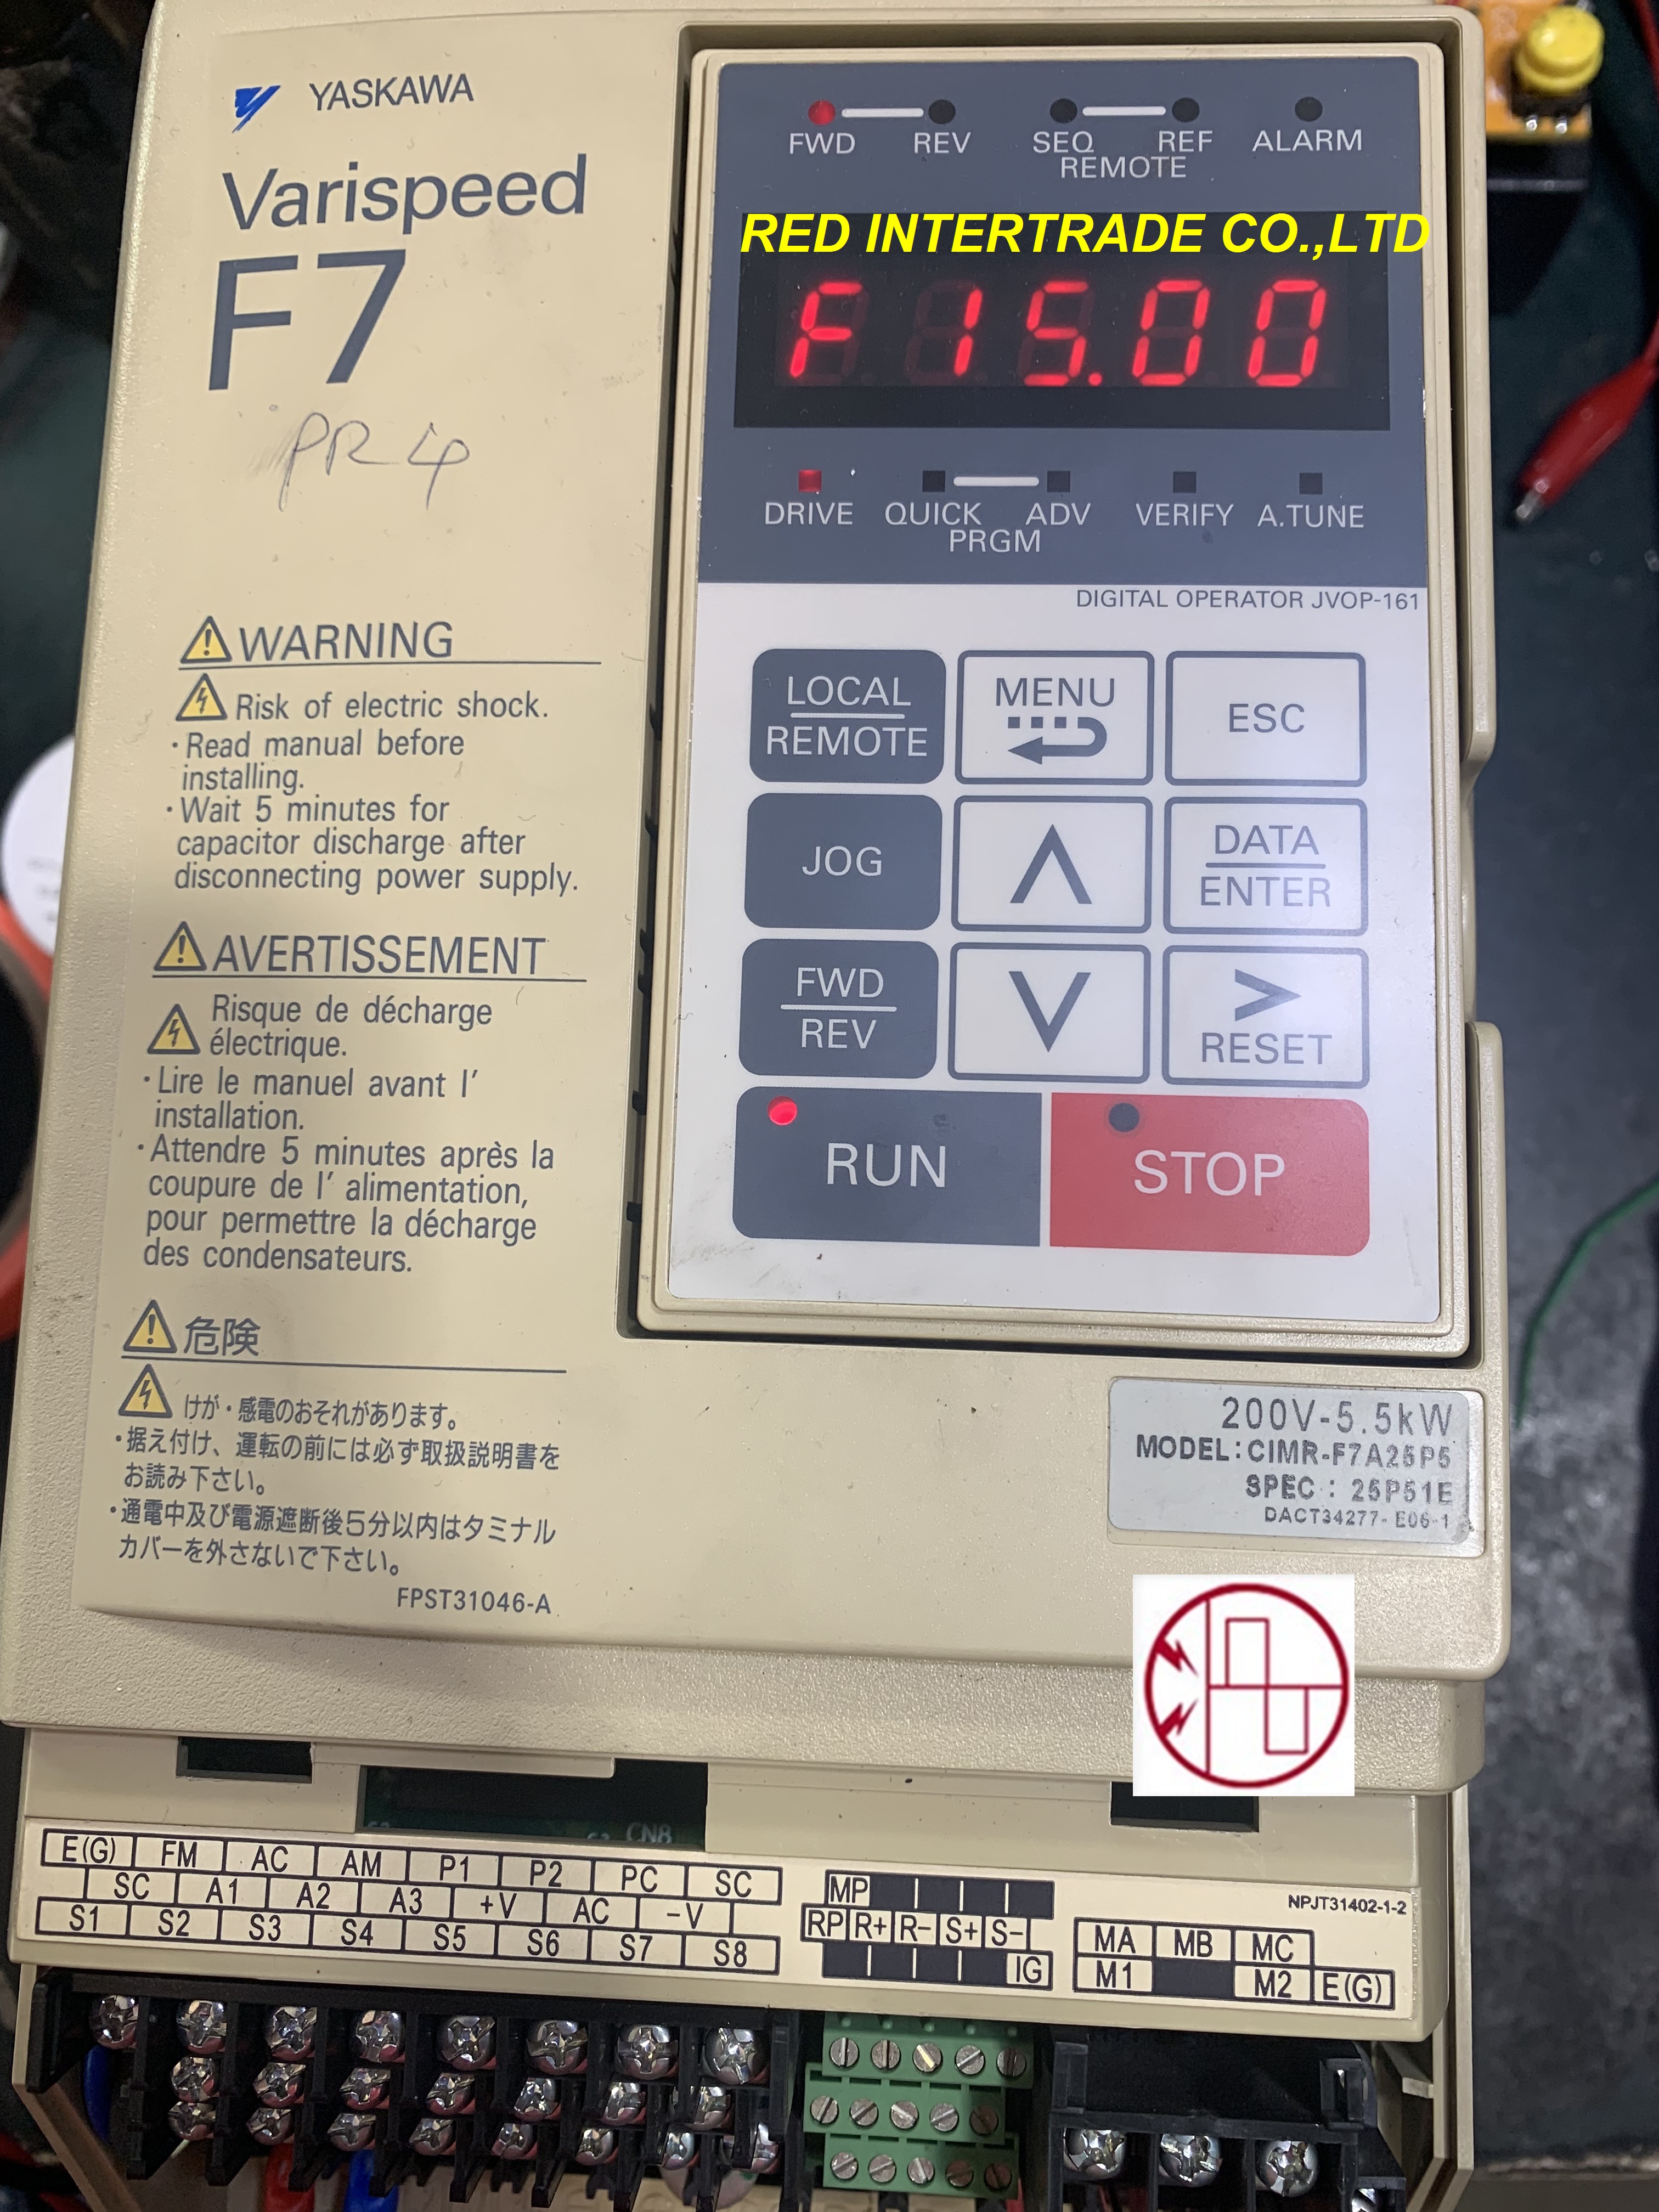 YASKAWA
Varispeed
F7
PR4
WARNING
Risk of electric shock.
・Read manual before
installing.
・Wait 5 minutes for
capacitor discharge after
disconnecting power supply.
AVERTISSEMENT
Risque de décharge
électrique.
・Lire le manuel avant l'
installation.
・Attendre 5 minutes après la
coupure de l' alimentation,
pour permettre la décharge
des condensateurs.
危険
けが・感電のおそれがあります。
・据え付け、運転の前には必ず取扱説明書を
お読み下さい。
・通電中及び電源遮断後5分以内はタミナル
カバーを外さないで下さい。
FPST31046-A
FWD REV SEQ REF ALARM
REMOTE
RED INTERTRADE CO.,LTD
F 15.00
DRIVE QUICK ADV VERIFY A.TUNE
PRGM
DIGITAL OPERATOR JVOP-161
LOCAL
REMOTE
MENU
ESC
JOG
DATA
ENTER
FWD
REV
RESET
RUN
STOP
200V-5.5kW
MODEL:CIMR-F7A25P5
SPEC : 25P51E
DACT34277-E06-1
CN8
E(G) FM AC AM P1 P2 PC SC
SC A1 A2 A3 +V AC -V
S1 S2 S3 S4 S5 S6 S7 S8
MP
RP R+ R- S+ S-
IG
NPJT31402-1-2
MA MB MC
M1 M2 E(G)